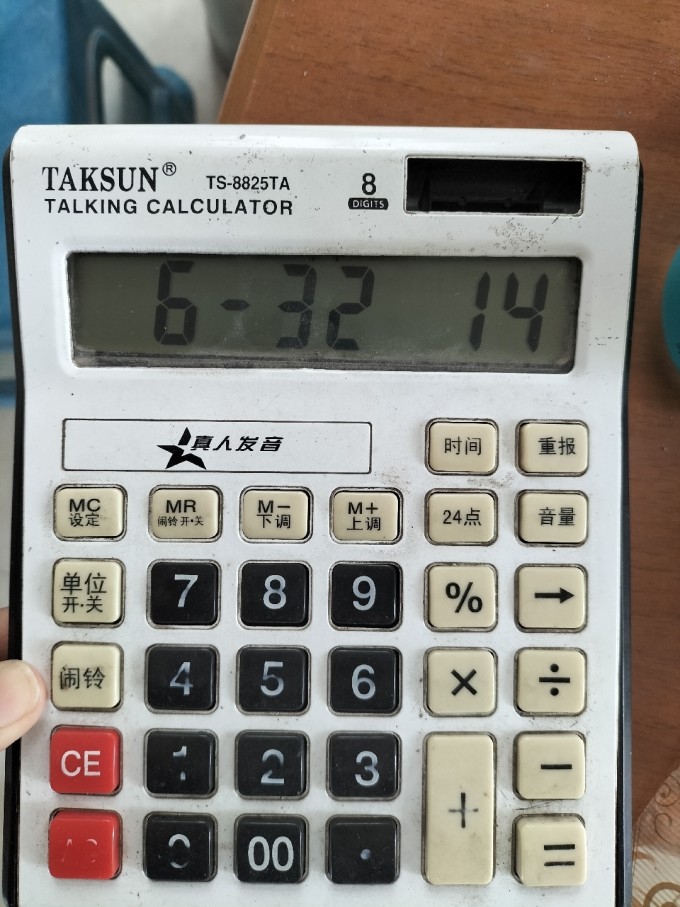 TAKSUN® TS-8825TA 8
TALKING CALCULATOR DIGITS
6-32 14
真人发音
时间 重报
MC MR M- M+
设定 闹铃开·关 下调 上调
24点 音量
单位
开·关
7 8 9 % →
闹铃 4 5 6 × ÷
CE 1 2 3 + -
0 00 · =